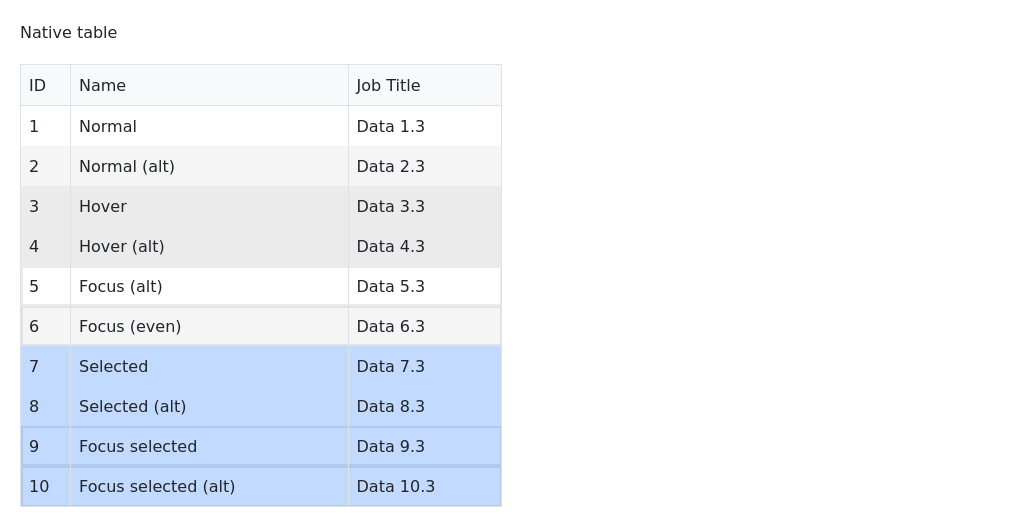 Native table
ID Name Job Title
1 Normal Data 1.3
2 Normal (alt) Data 2.3
3 Hover Data 3.3
4 Hover (alt) Data 4.3
5 Focus (alt) Data 5.3
6 Focus (even) Data 6.3
7 Selected Data 7.3
8 Selected (alt) Data 8.3
9 Focus selected Data 9.3
10 Focus selected (alt) Data 10.3